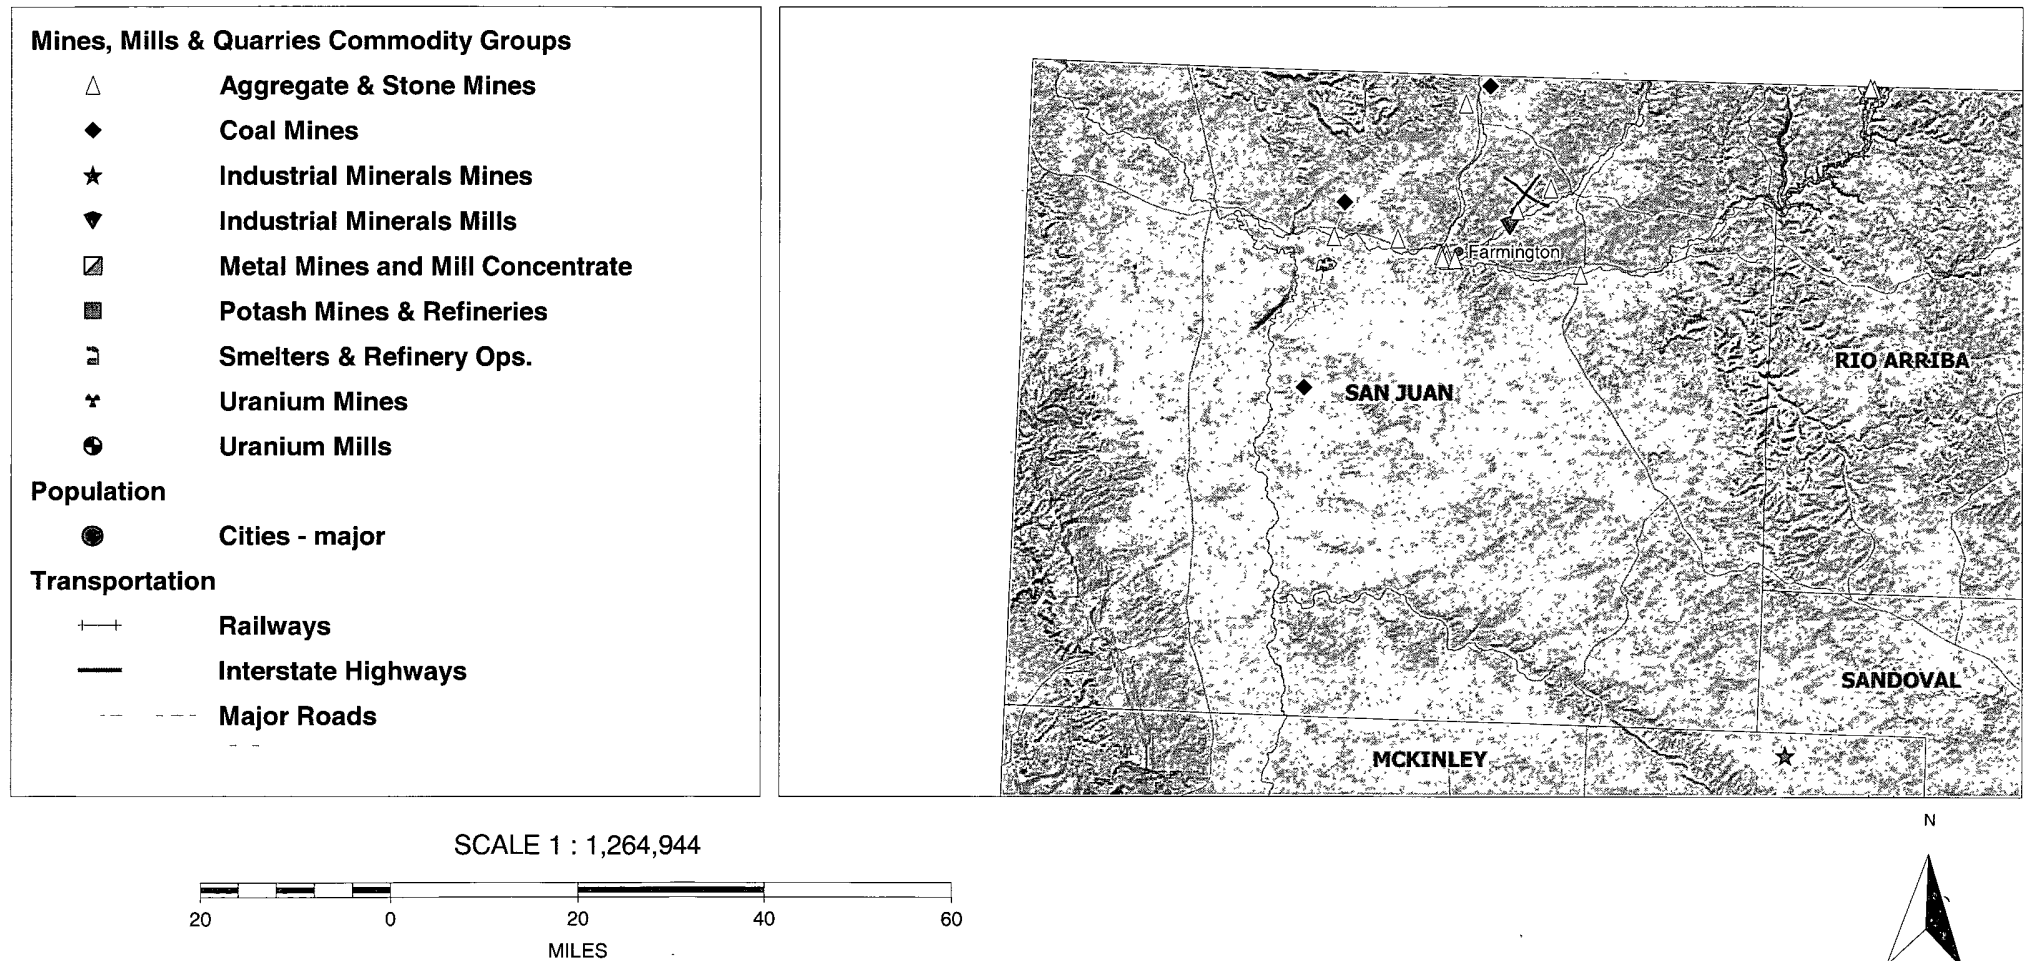 Mines, Mills & Quarries Commodity Groups
Aggregate & Stone Mines
Coal Mines
Industrial Minerals Mines
Industrial Minerals Mills
Metal Mines and Mill Concentrate
Potash Mines & Refineries
Smelters & Refinery Ops.
Uranium Mines
Uranium Mills
Population
Cities - major
Transportation
Railways
Interstate Highways
Major Roads
Farmington
RIO ARRIBA
SAN JUAN
SANDOVAL
MCKINLEY
SCALE 1 : 1,264,944
20 0 20 40 60
MILES
N